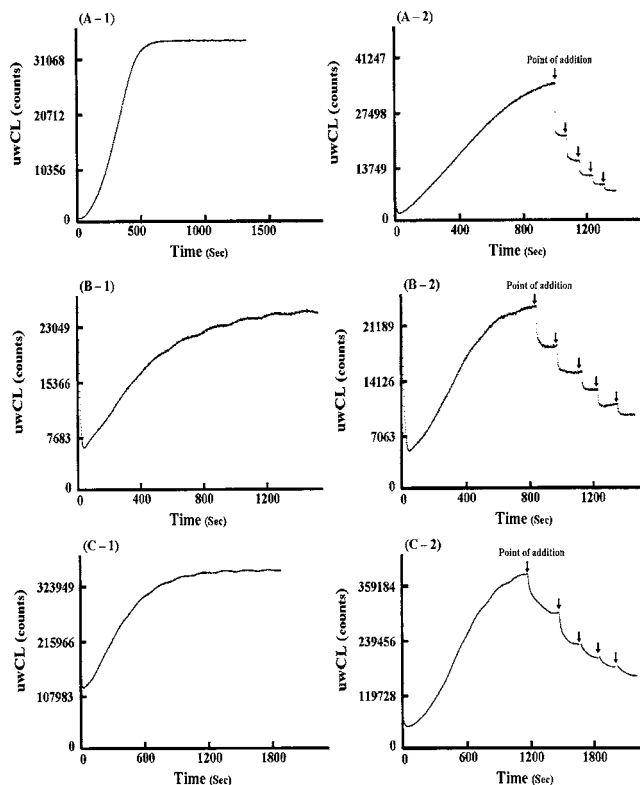 (A – 1)
uwCL (counts)
31068
20712
10356
0
0 500 1000 1500
Time (Sec)
(A – 2)
Point of addition
uwCL (counts)
41247
27498
13749
0
0 400 800 1200
Time (Sec)
(B – 1)
uwCL (counts)
23049
15366
7683
0
0 400 800 1200
Time (Sec)
(B – 2)
Point of addition
uwCL (counts)
21189
14126
7063
0
0 400 800 1200
Time (Sec)
(C – 1)
uwCL (counts)
323949
215966
107983
0
0 600 1200 1800
Time (Sec)
(C – 2)
Point of addition
uwCL (counts)
359184
239456
119728
0
0 600 1200 1800
Time (Sec)